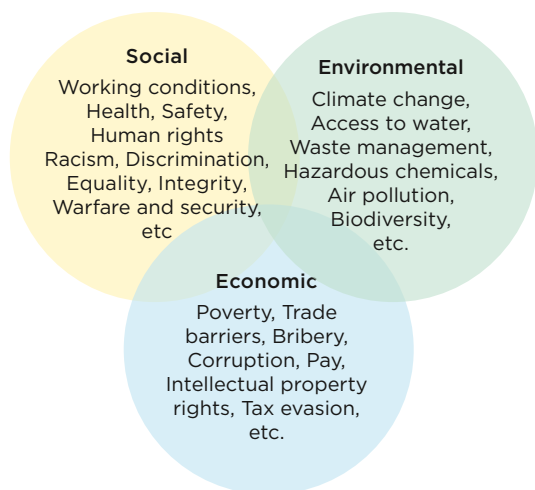 Social
Working conditions,
Health, Safety,
Human rights
Racism, Discrimination,
Equality, Integrity,
Warfare and security,
etc
Environmental
Climate change,
Access to water,
Waste management,
Hazardous chemicals,
Air pollution,
Biodiversity,
etc.
Economic
Poverty, Trade
barriers, Bribery,
Corruption, Pay,
Intellectual property
rights, Tax evasion,
etc.